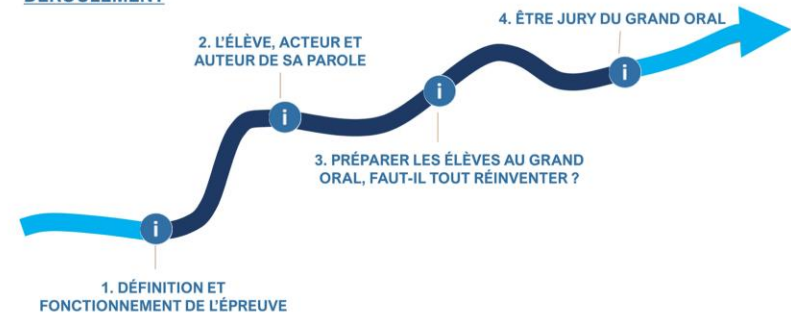 DÉROULEMENT
1. DÉFINITION ET
FONCTIONNEMENT DE L'ÉPREUVE
2. L'ÉLÈVE, ACTEUR ET
AUTEUR DE SA PAROLE
3. PRÉPARER LES ÉLÈVES AU GRAND
ORAL, FAUT-IL TOUT RÉINVENTER ?
4. ÊTRE JURY DU GRAND ORAL
i
i
i
i